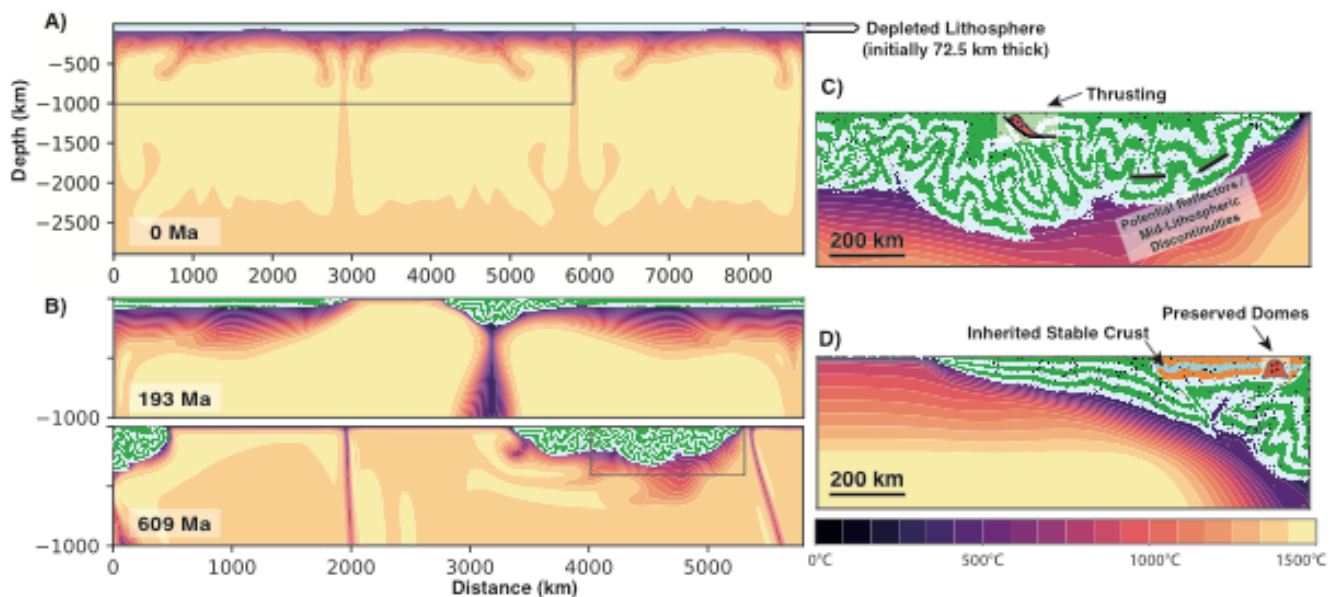 A)
Depleted Lithosphere
(initially 72.5 km thick)
−500
−1000
−1500
−2000
−2500
Depth (km)
0 Ma
0 1000 2000 3000 4000 5000 6000 7000 8000
B)
193 Ma
−1000
609 Ma
−1000
0 1000 2000 3000 4000 5000
Distance (km)
C)
Thrusting
Potential Reflectors /
Mid-Lithospheric
Discontinuities
200 km
D)
Preserved Domes
Inherited Stable Crust
200 km
0°C 500°C 1000°C 1500°C